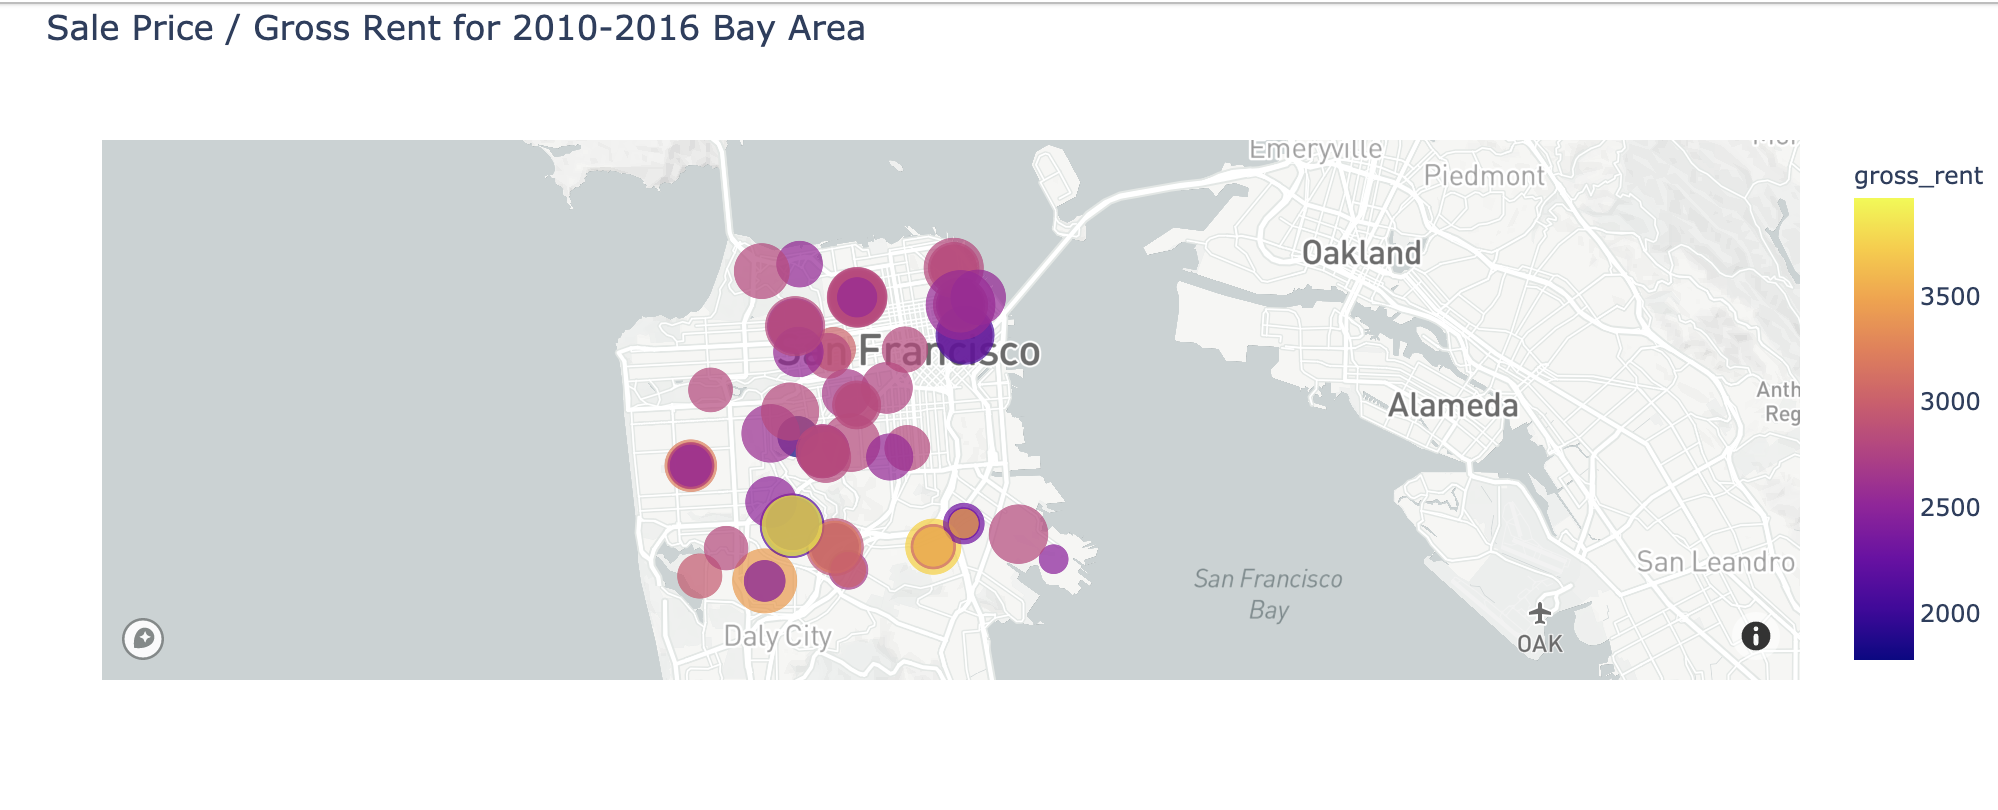 Sale Price / Gross Rent for 2010-2016 Bay Area
Emeryville
Piedmont
gross_rent
Oakland
3500
San Francisco
Anth
Reg
3000
Alameda
2500
San Leandro
San Francisco
Bay
2000
Daly City
OAK